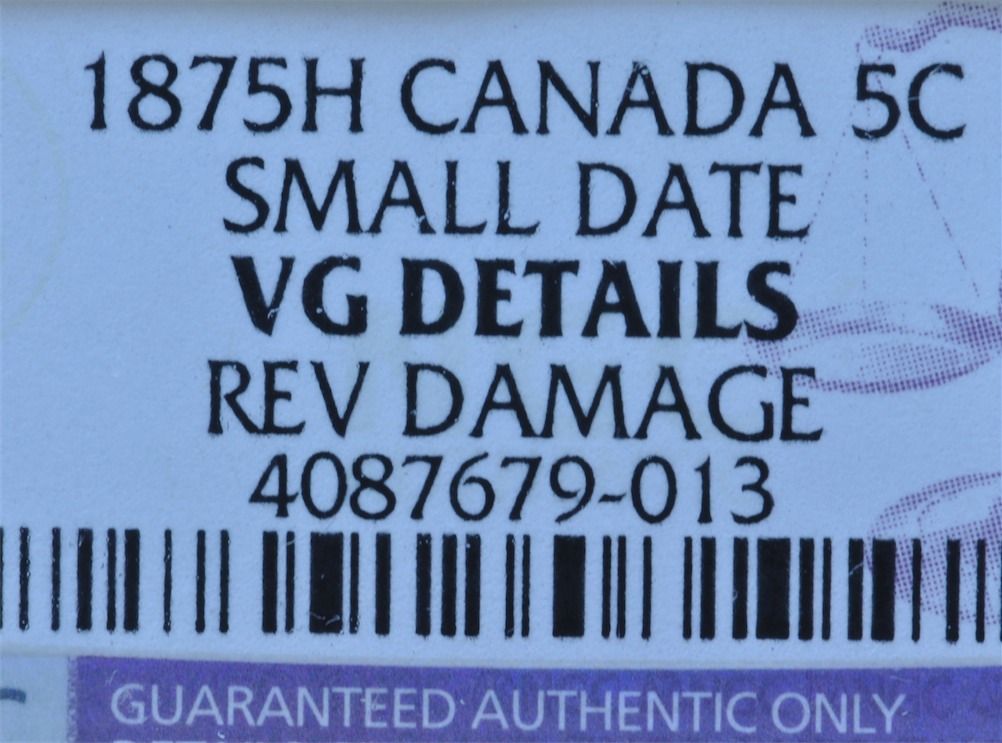 1875H CANADA 5C
SMALL DATE
VG DETAILS
REV DAMAGE
4087679-013
GUARANTEED AUTHENTIC ONLY